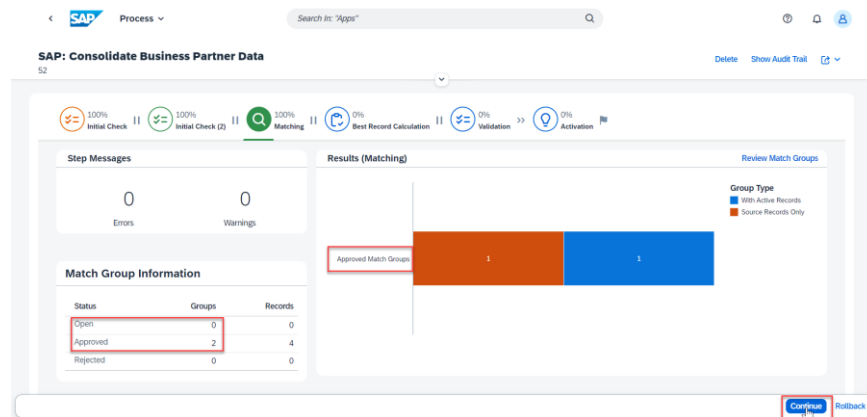 SAP Process Search In: "Apps"
SAP: Consolidate Business Partner Data
52
Delete Show Audit Trail
100% Initial Check
100% Initial Check (2)
100% Matching
0% Best Record Calculation
0% Validation
0% Activation
Step Messages
0 0
Errors Warnings
Match Group Information
Status Groups Records
Open 0 0
Approved 2 4
Rejected 0 0
Results (Matching) Review Match Groups
Approved Match Groups 1 1
Group Type
With Active Records
Source Records Only
Continue Rollback